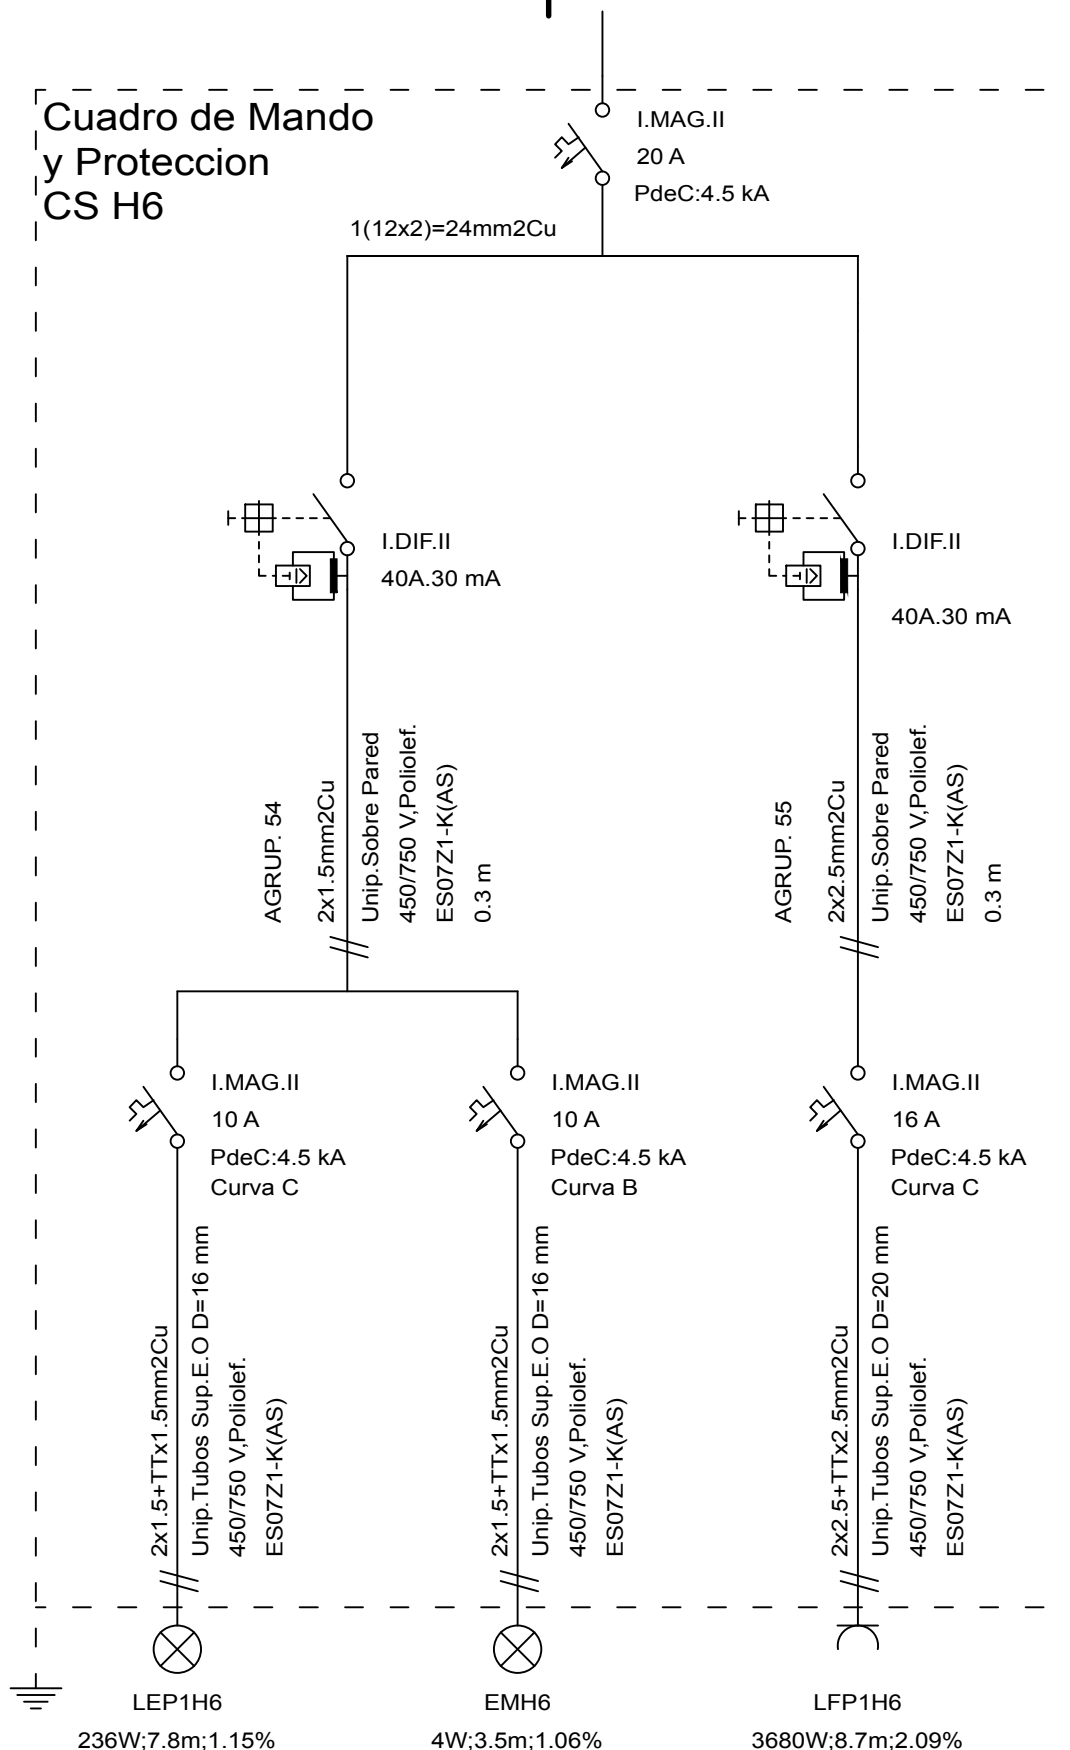 Cuadro de Mando
y Proteccion
CS H6
I.MAG.II
20 A
PdeC:4.5 kA
1(12x2)=24mm2Cu
I.DIF.II
40A.30 mA
I.DIF.II
40A.30 mA
AGRUP. 54
2x1.5mm2Cu
Unip.Sobre Pared
450/750 V,Poliolef.
ES07Z1-K(AS)
0.3 m
AGRUP. 55
2x2.5mm2Cu
Unip.Sobre Pared
450/750 V,Poliolef.
ES07Z1-K(AS)
0.3 m
I.MAG.II
10 A
PdeC:4.5 kA
Curva C
I.MAG.II
10 A
PdeC:4.5 kA
Curva B
I.MAG.II
16 A
PdeC:4.5 kA
Curva C
2x1.5+TTx1.5mm2Cu
Unip.Tubos Sup.E.O D=16 mm
450/750 V,Poliolef.
ES07Z1-K(AS)
2x1.5+TTx1.5mm2Cu
Unip.Tubos Sup.E.O D=16 mm
450/750 V,Poliolef.
ES07Z1-K(AS)
2x2.5+TTx2.5mm2Cu
Unip.Tubos Sup.E.O D=20 mm
450/750 V,Poliolef.
ES07Z1-K(AS)
LEP1H6
236W;7.8m;1.15%
EMH6
4W;3.5m;1.06%
LFP1H6
3680W;8.7m;2.09%